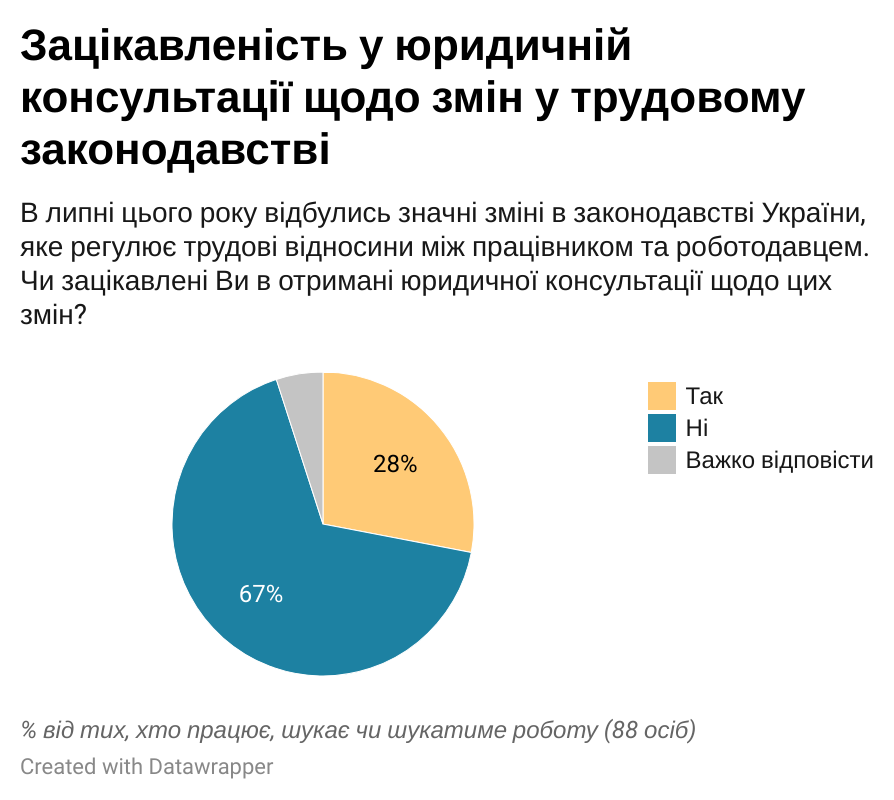 Зацікавленість у юридичній
консультації щодо змін у трудовому
законодавстві
В липні цього року відбулись значні зміні в законодавстві України,
яке регулює трудові відносини між працівником та роботодавцем.
Чи зацікавлені Ви в отримані юридичної консультації щодо цих
змін?
Так
Ні
Важко відповісти
28%
67%
% від тих, хто працює, шукає чи шукатиме роботу (88 осіб)
Created with Datawrapper